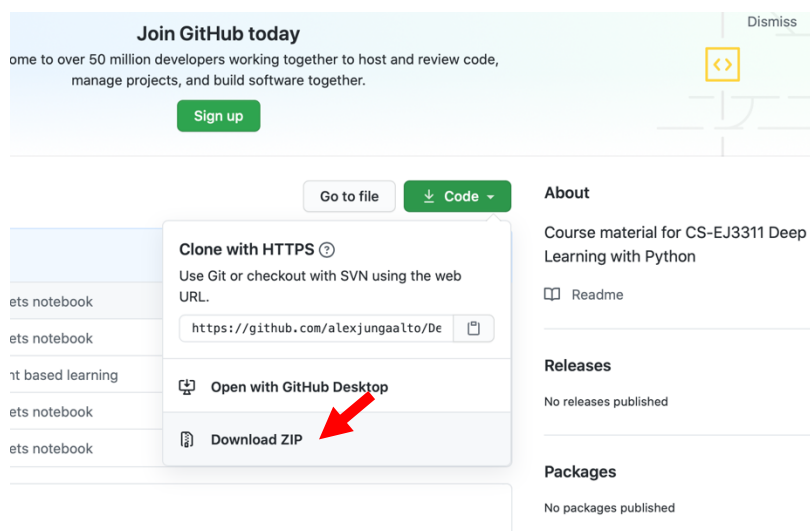 Join GitHub today
Dismiss
ome to over 50 million developers working together to host and review code,
manage projects, and build software together.
Sign up
Go to file
Code
Clone with HTTPS
Use Git or checkout with SVN using the web
URL.
https://github.com/alexjungaalto/De
Open with GitHub Desktop
Download ZIP
ets notebook
ets notebook
nt based learning
ets notebook
ets notebook
About
Course material for CS-EJ3311 Deep
Learning with Python
Readme
Releases
No releases published
Packages
No packages published